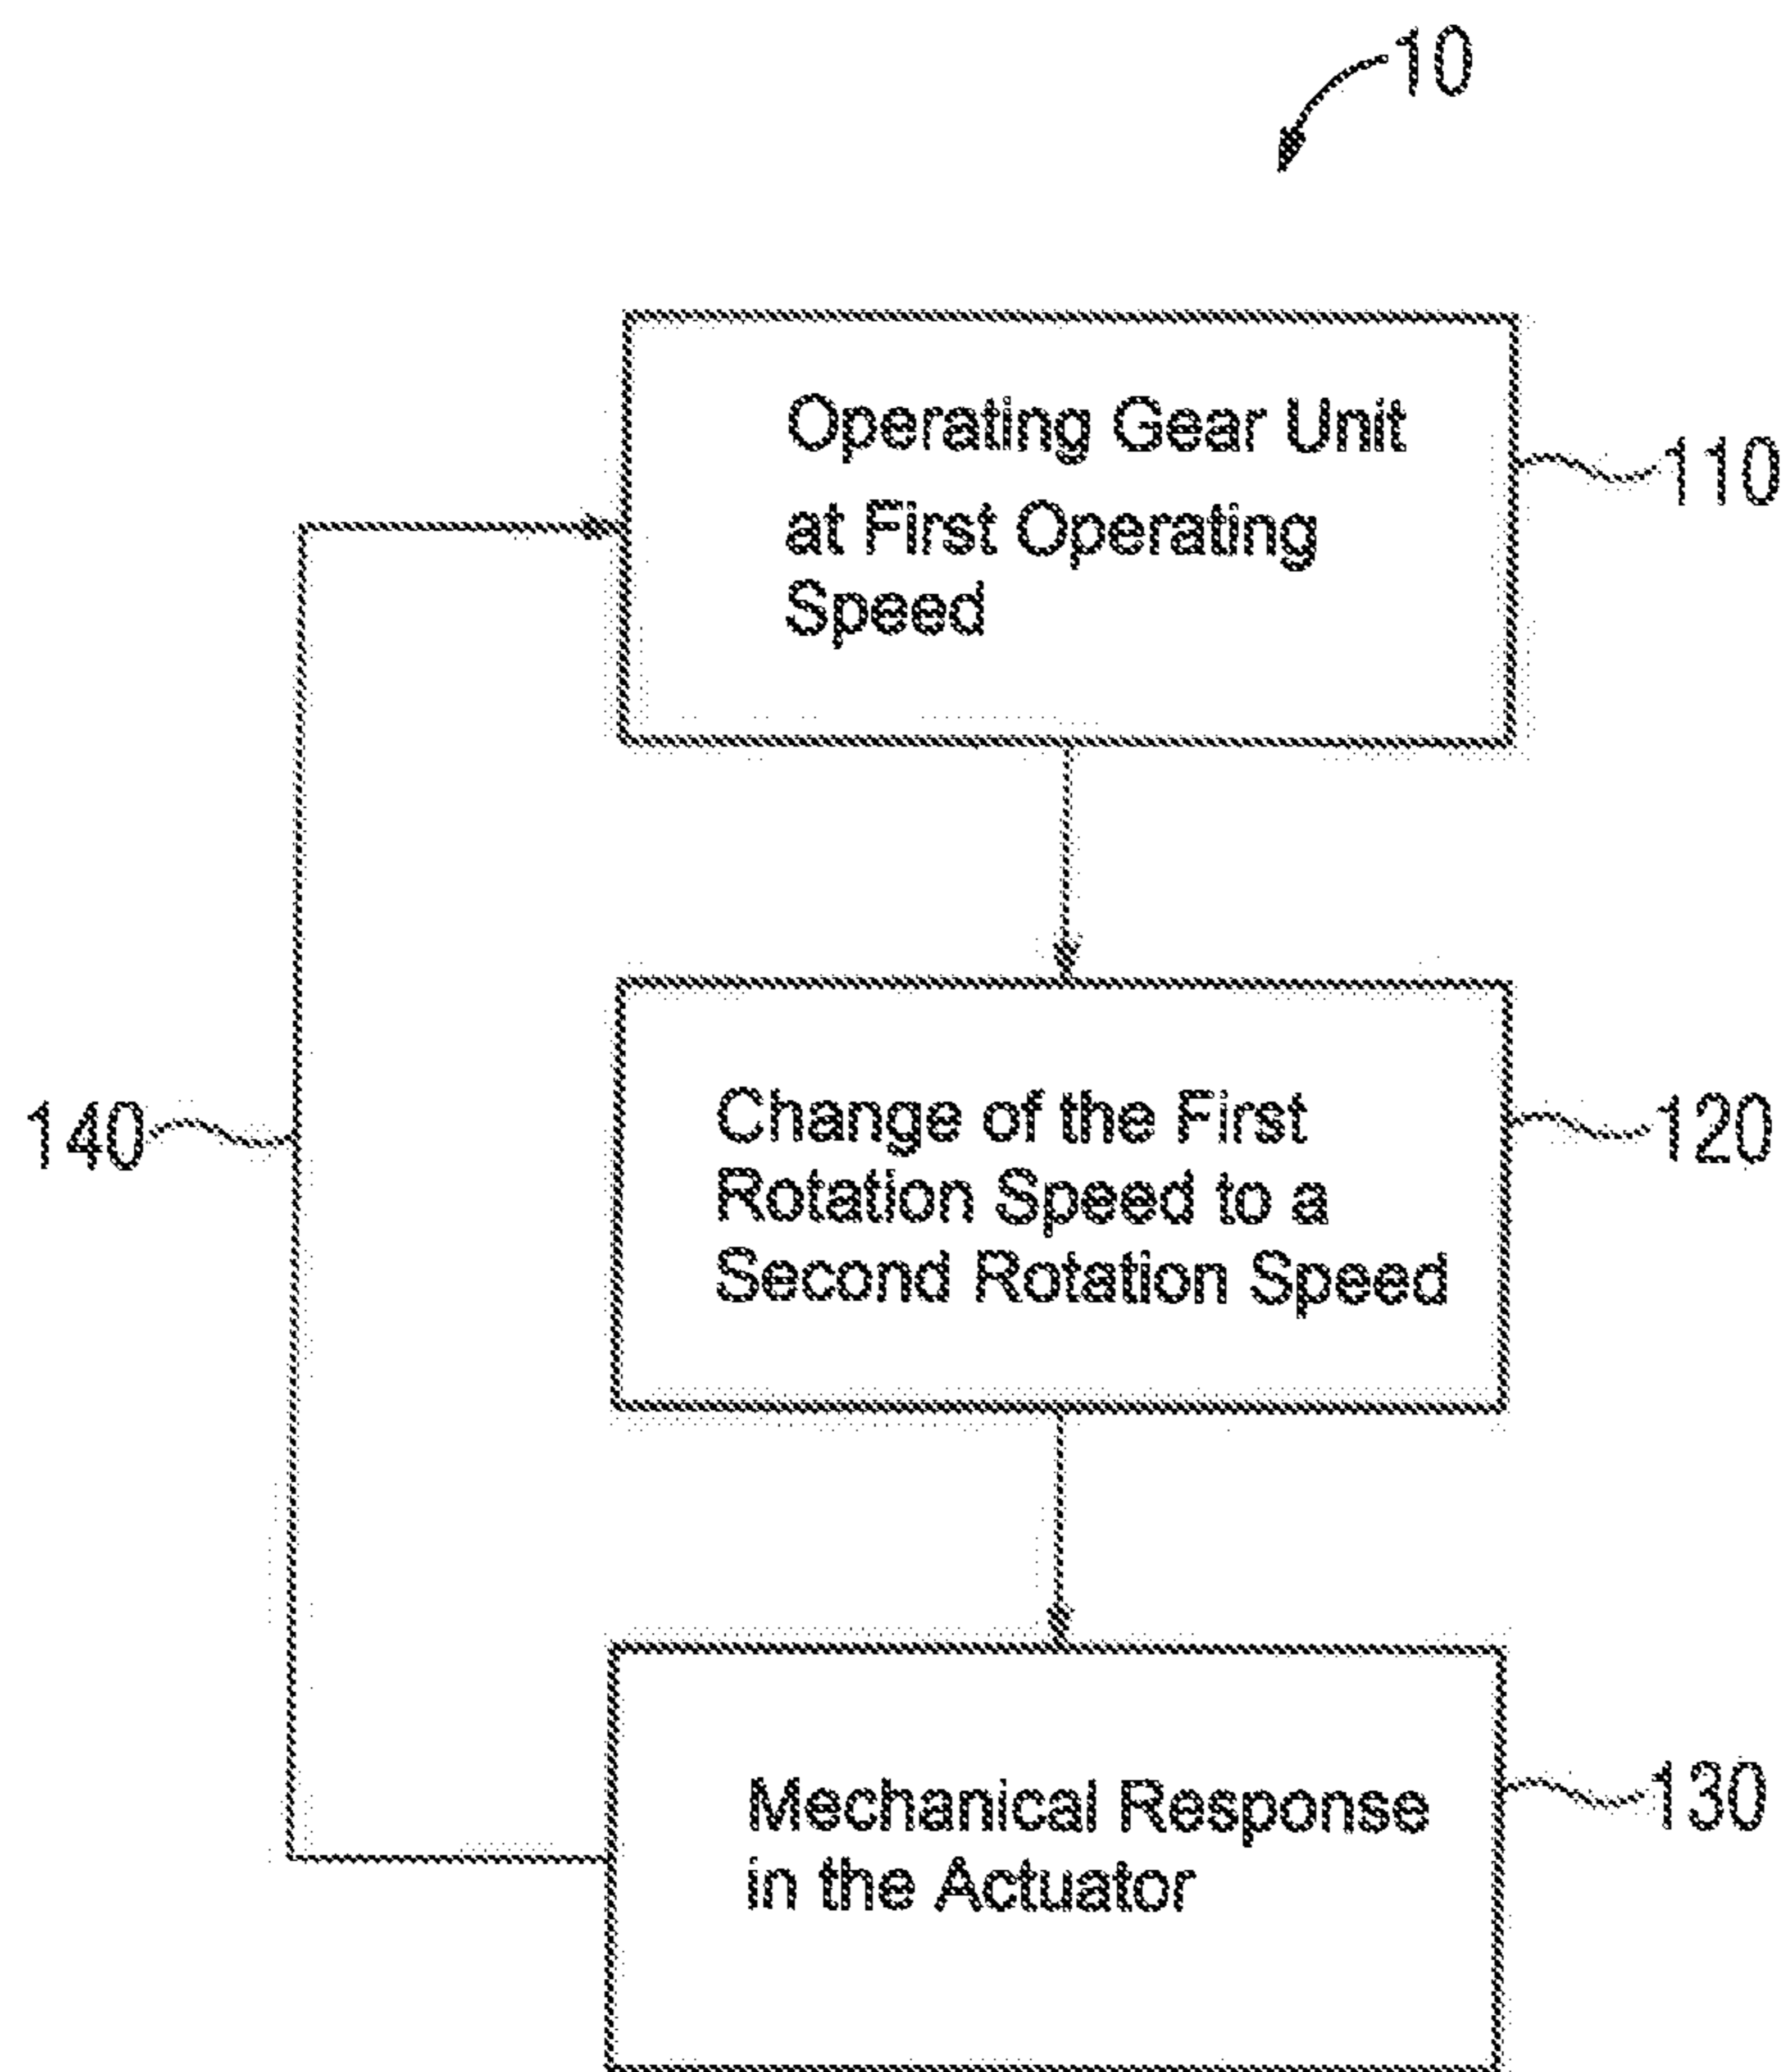 10
Operating Gear Unit
at First Operating
Speed
110
Change of the First
Rotation Speed to a
Second Rotation Speed
120
140
Mechanical Response
in the Actuator
130